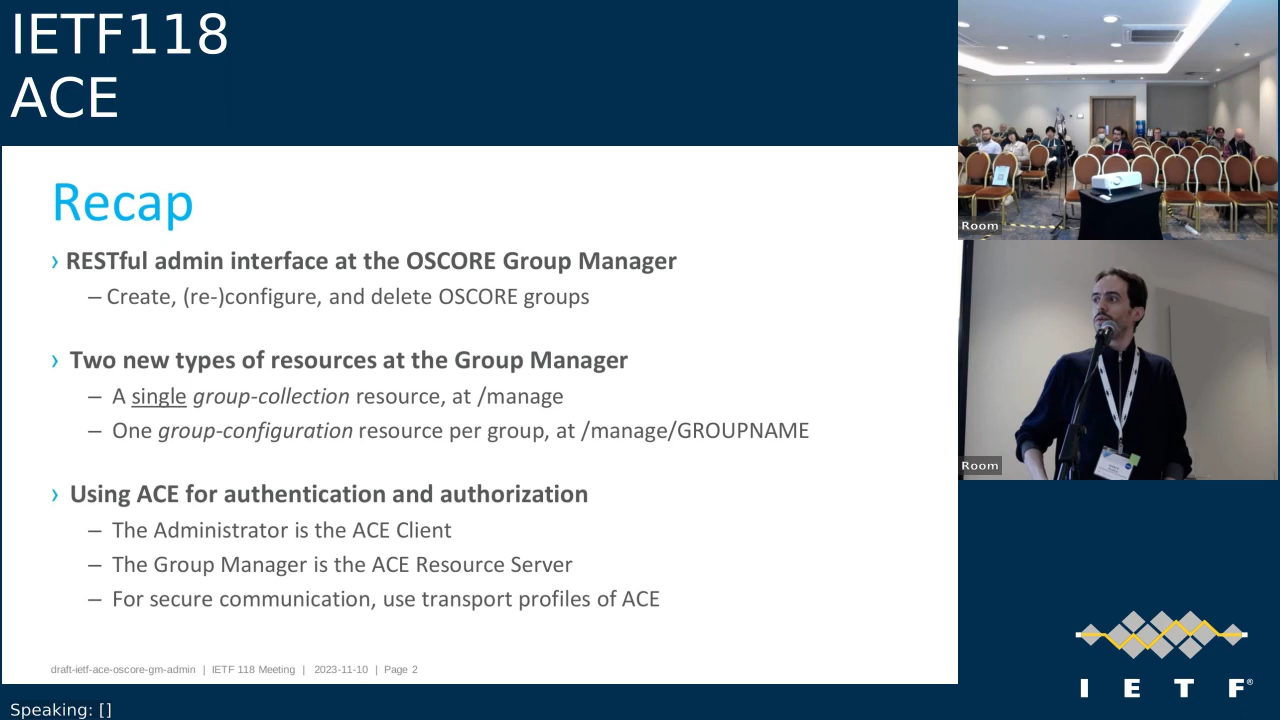 IETF118
ACE
Recap
› RESTful admin interface at the OSCORE Group Manager
– Create, (re-)configure, and delete OSCORE groups
› Two new types of resources at the Group Manager
– A single group-collection resource, at /manage
– One group-configuration resource per group, at /manage/GROUPNAME
› Using ACE for authentication and authorization
– The Administrator is the ACE Client
– The Group Manager is the ACE Resource Server
– For secure communication, use transport profiles of ACE
draft-ietf-ace-oscore-gm-admin | IETF 118 Meeting | 2023-11-10 | Page 2
Speaking: []
Room
Room
I E T F®